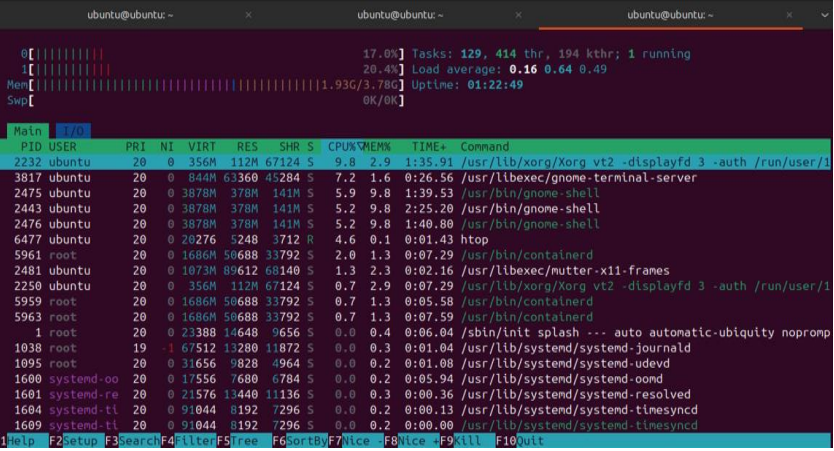 ubuntu@ubuntu: ~ × ubuntu@ubuntu: ~ × ubuntu@ubuntu: ~ ×
0[|||||||||| 17.0%] Tasks: 129, 414 thr, 194 kthr; 1 running
1[||||||||||| 20.4%] Load average: 0.16 0.64 0.49
Mem[||||||||||||||||||||||||||||||||||||||||||1.93G/3.78G] Uptime: 01:22:49
Swp[ 0K/0K]
Main I/O
PID USER PRI NI VIRT RES SHR S CPU%▽MEM% TIME+ Command
2232 ubuntu 20 0 356M 112M 67124 S 9.8 2.9 1:35.91 /usr/lib/xorg/Xorg vt2 -displayfd 3 -auth /run/user/1
3817 ubuntu 20 0 844M 63360 45284 S 7.2 1.6 0:26.56 /usr/libexec/gnome-terminal-server
2475 ubuntu 20 0 3878M 378M 141M S 5.9 9.8 1:39.53 /usr/bin/gnome-shell
2443 ubuntu 20 0 3878M 378M 141M S 5.2 9.8 2:25.20 /usr/bin/gnome-shell
2476 ubuntu 20 0 3878M 378M 141M S 5.2 9.8 1:40.80 /usr/bin/gnome-shell
6477 ubuntu 20 0 20276 5248 3712 R 4.6 0.1 0:01.43 htop
5961 root 20 0 1686M 50688 33792 S 2.0 1.3 0:07.29 /usr/bin/containerd
2481 ubuntu 20 0 1073M 89612 68140 S 1.3 2.3 0:02.16 /usr/libexec/mutter-x11-frames
2250 ubuntu 20 0 356M 112M 67124 S 0.7 2.9 0:07.29 /usr/lib/xorg/Xorg vt2 -displayfd 3 -auth /run/user/1
5959 root 20 0 1686M 50688 33792 S 0.7 1.3 0:05.58 /usr/bin/containerd
5963 root 20 0 1686M 50688 33792 S 0.7 1.3 0:07.59 /usr/bin/containerd
1 root 20 0 23388 14648 9656 S 0.0 0.4 0:06.04 /sbin/init splash --- auto automatic-ubiquity nopromp
1038 root 19 -1 67512 13280 11872 S 0.0 0.3 0:01.04 /usr/lib/systemd/systemd-journald
1095 root 20 0 31656 9828 4964 S 0.0 0.2 0:01.08 /usr/lib/systemd/systemd-udevd
1600 systemd-oo 20 0 17556 7680 6784 S 0.0 0.2 0:05.94 /usr/lib/systemd/systemd-oomd
1601 systemd-re 20 0 21576 13440 11136 S 0.0 0.3 0:00.36 /usr/lib/systemd/systemd-resolved
1604 systemd-ti 20 0 91044 8192 7296 S 0.0 0.2 0:00.13 /usr/lib/systemd/systemd-timesyncd
1609 systemd-ti 20 0 91044 8192 7296 S 0.0 0.2 0:00.00 /usr/lib/systemd/systemd-timesyncd
1Help F2Setup F3SearchF4FilterF5Tree F6SortByF7Nice -F8Nice +F9Kill F10Quit